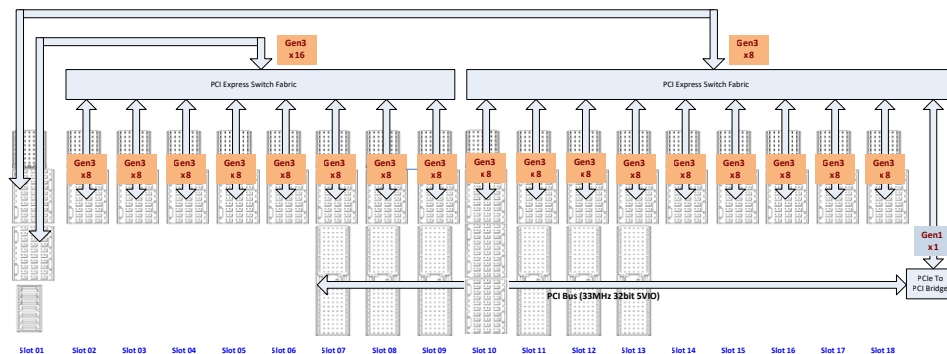 Gen3
x16
Gen3
x8
PCI Express Switch Fabric
PCI Express Switch Fabric
Gen3
x8
Gen3
x8
Gen3
x8
Gen3
x8
Gen3
x8
Gen3
x8
Gen3
x8
Gen3
x8
Gen3
x8
Gen3
x8
Gen3
x8
Gen3
x8
Gen3
x8
Gen3
x8
Gen3
x8
Gen3
x8
Gen3
x8
Gen1
x1
PCIe To
PCI Bridge
PCI Bus (33MHz 32bit 5VIO)
Slot 01 Slot 02 Slot 03 Slot 04 Slot 05 Slot 06 Slot 07 Slot 08 Slot 09 Slot 10 Slot 11 Slot 12 Slot 13 Slot 14 Slot 15 Slot 16 Slot 17 Slot 18